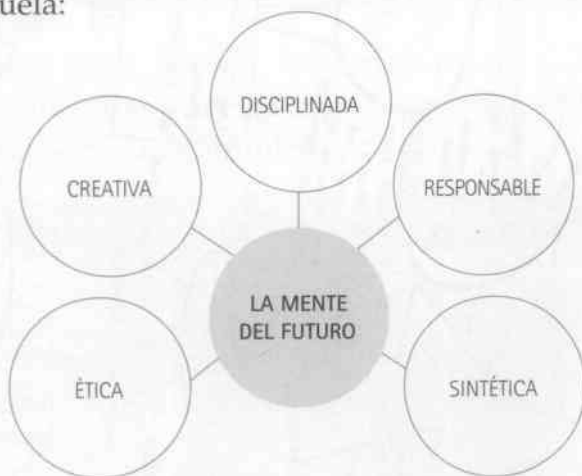 uela:
DISCIPLINADA
CREATIVA
RESPONSABLE
LA MENTE
DEL FUTURO
ÉTICA
SINTÉTICA